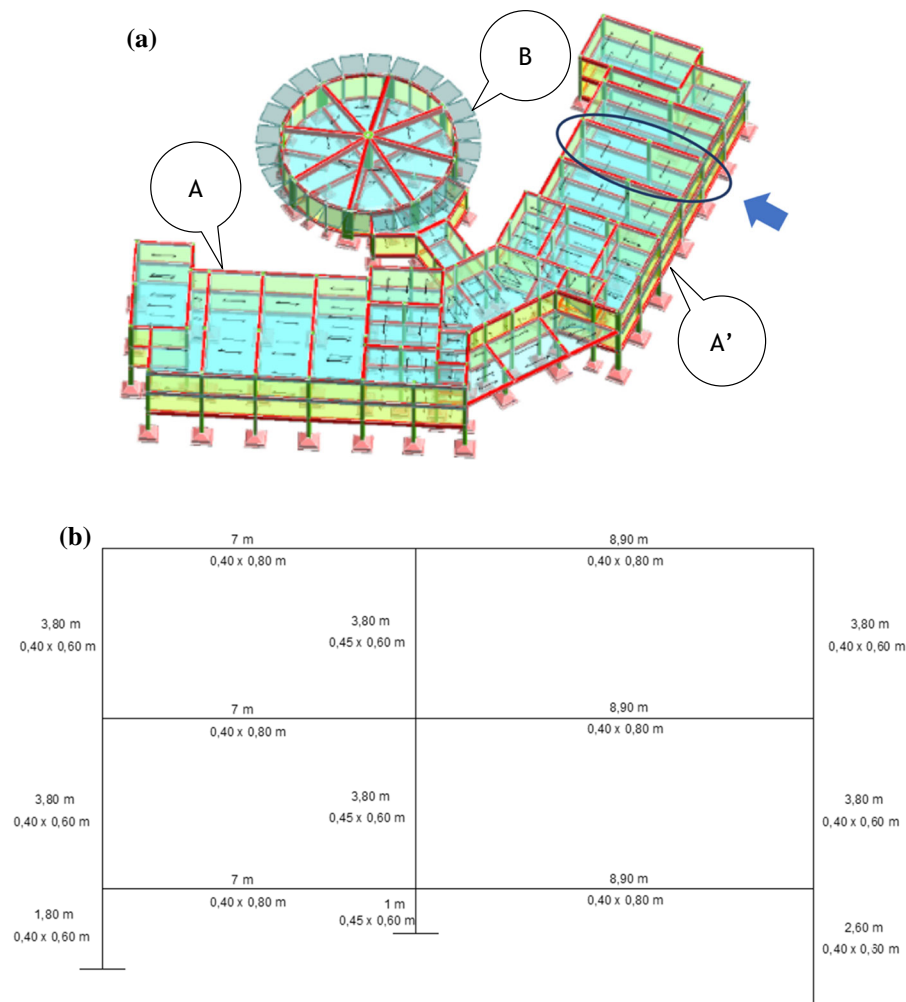 (a)
B
A
A’
(b)
7 m
0,40 x 0,80 m
8,90 m
0,40 x 0,80 m
3,80 m
0,40 x 0,60 m
3,80 m
0,45 x 0,60 m
3,80 m
0,40 x 0,60 m
7 m
0,40 x 0,80 m
8,90 m
0,40 x 0,80 m
3,80 m
0,40 x 0,60 m
3,80 m
0,45 x 0,60 m
3,80 m
0,40 x 0,60 m
7 m
0,40 x 0,80 m
8,90 m
0,40 x 0,80 m
1,80 m
0,40 x 0,60 m
1 m
0,45 x 0,60 m
2,60 m
0,40 x